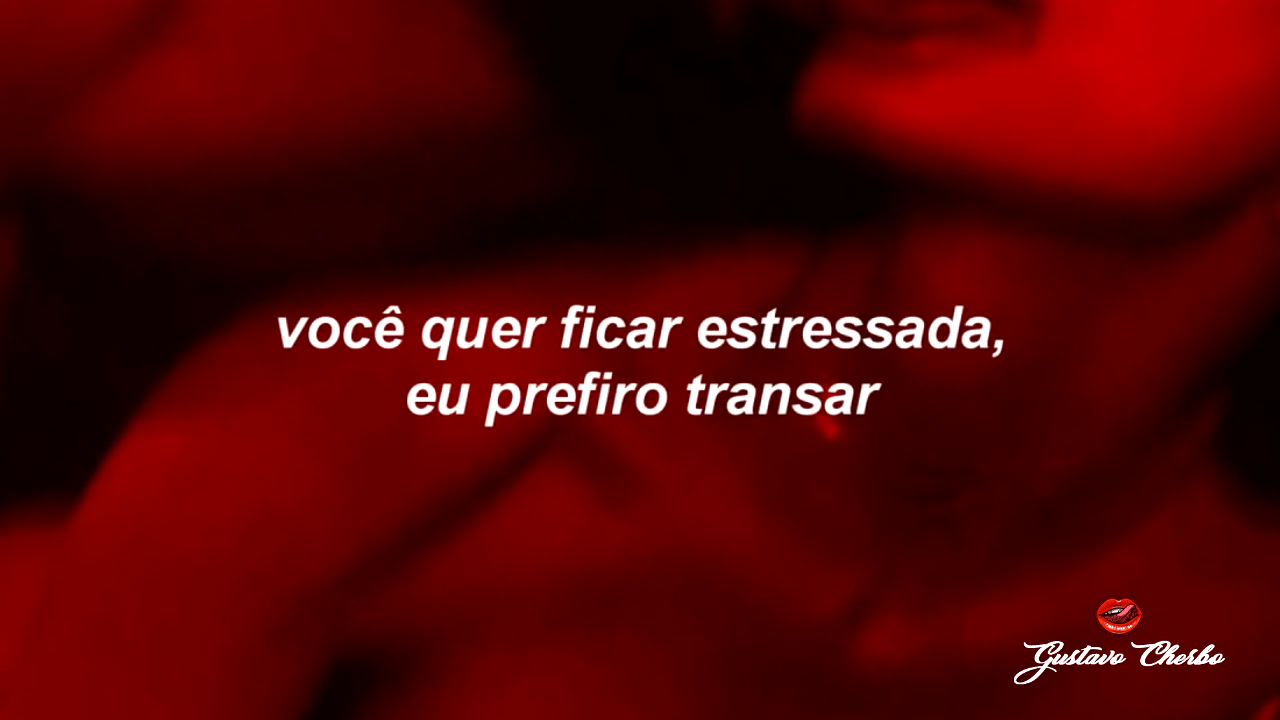 você quer ficar estressada,
eu prefiro transar
Gustavo Cherbo